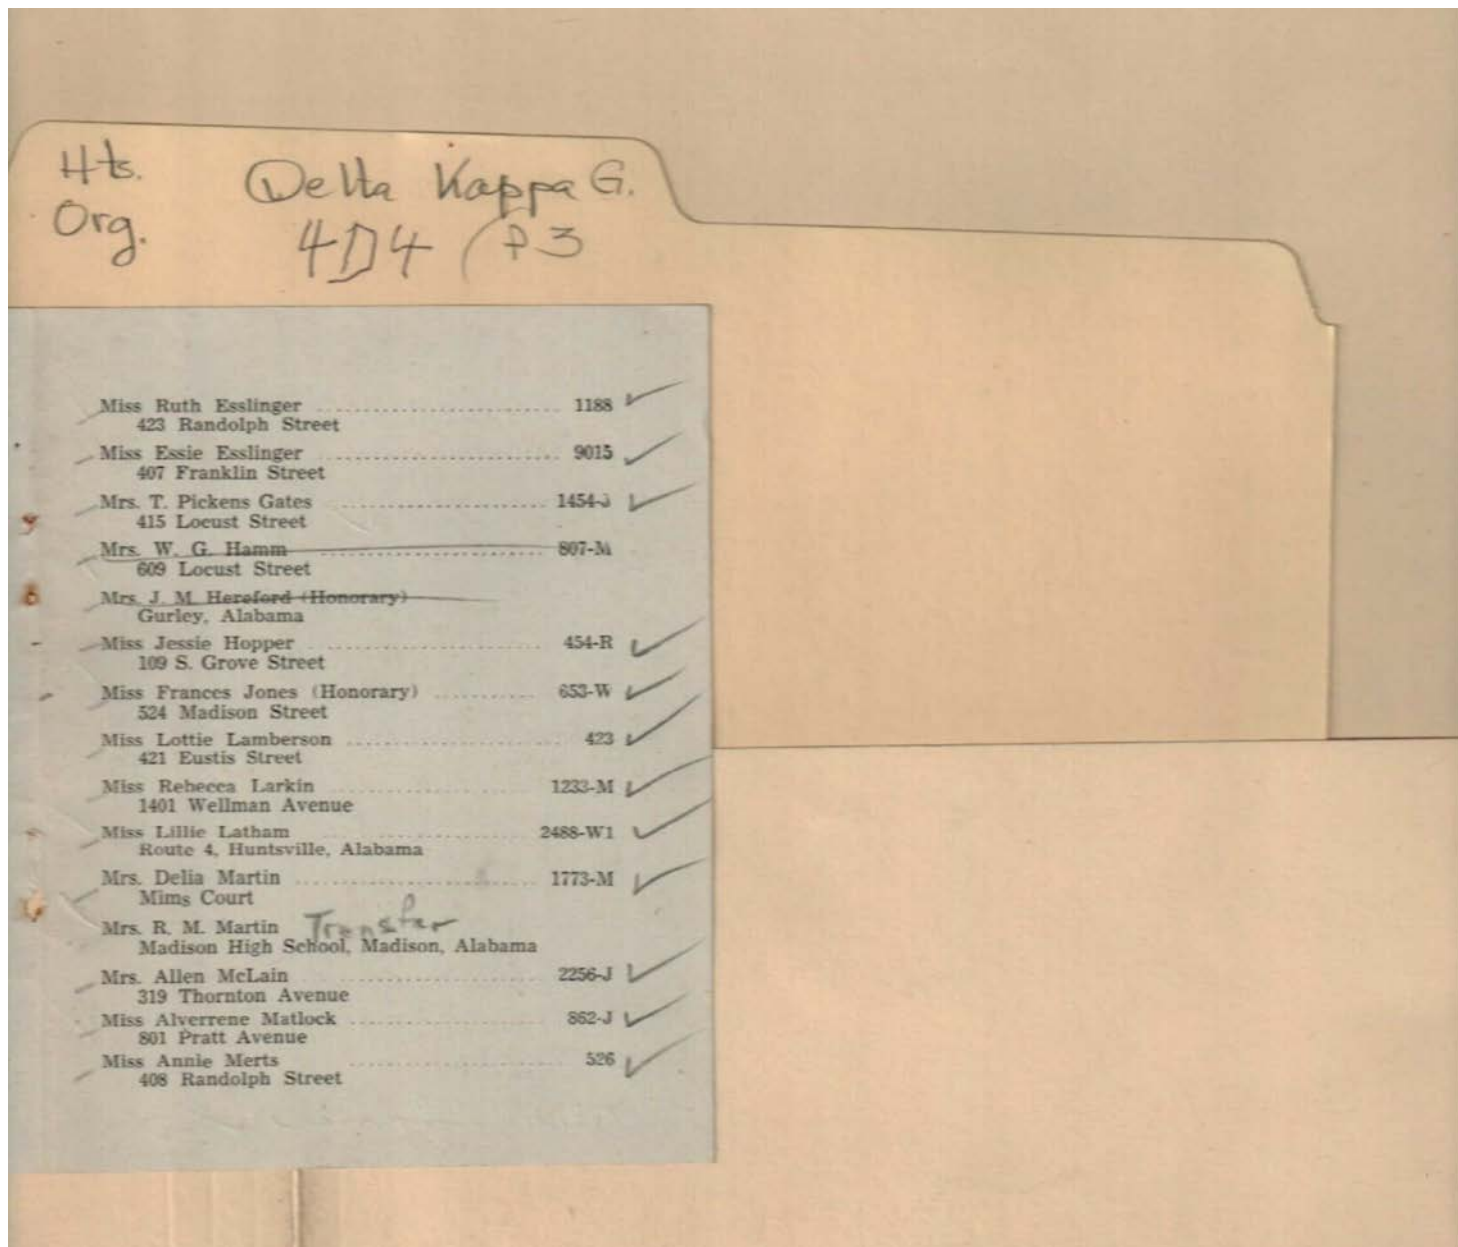 Hts. Delta Kappa G.
Org. 4D4 (P3
Miss Ruth Esslinger ........................................ 1188
423 Randolph Street
Miss Essie Esslinger ........................................ 9015
407 Franklin Street
Mrs. T. Pickens Gates .................................... 1454-J
415 Locust Street
Mrs. W. G. Hamm ........................................ 807-M
609 Locust Street
Mrs. J. M. Hereford (Honorary)
Gurley, Alabama
Miss Jessie Hopper .................................... 454-R
109 S. Grove Street
Miss Frances Jones (Honorary) ................ 653-W
524 Madison Street
Miss Lottie Lamberson ................................ 423
421 Eustis Street
Miss Rebecca Larkin ................................ 1233-M
1401 Wellman Avenue
Miss Lillie Latham ................................ 2488-W1
Route 4, Huntsville, Alabama
Mrs. Delia Martin .................................... 1773-M
Mims Court
Mrs. R. M. Martin Transfer
Madison High School, Madison, Alabama
Mrs. Allen McLain .................................... 2256-J
319 Thornton Avenue
Miss Alverrene Matlock ............................ 862-J
801 Pratt Avenue
Miss Annie Merts .................................... 526
408 Randolph Street